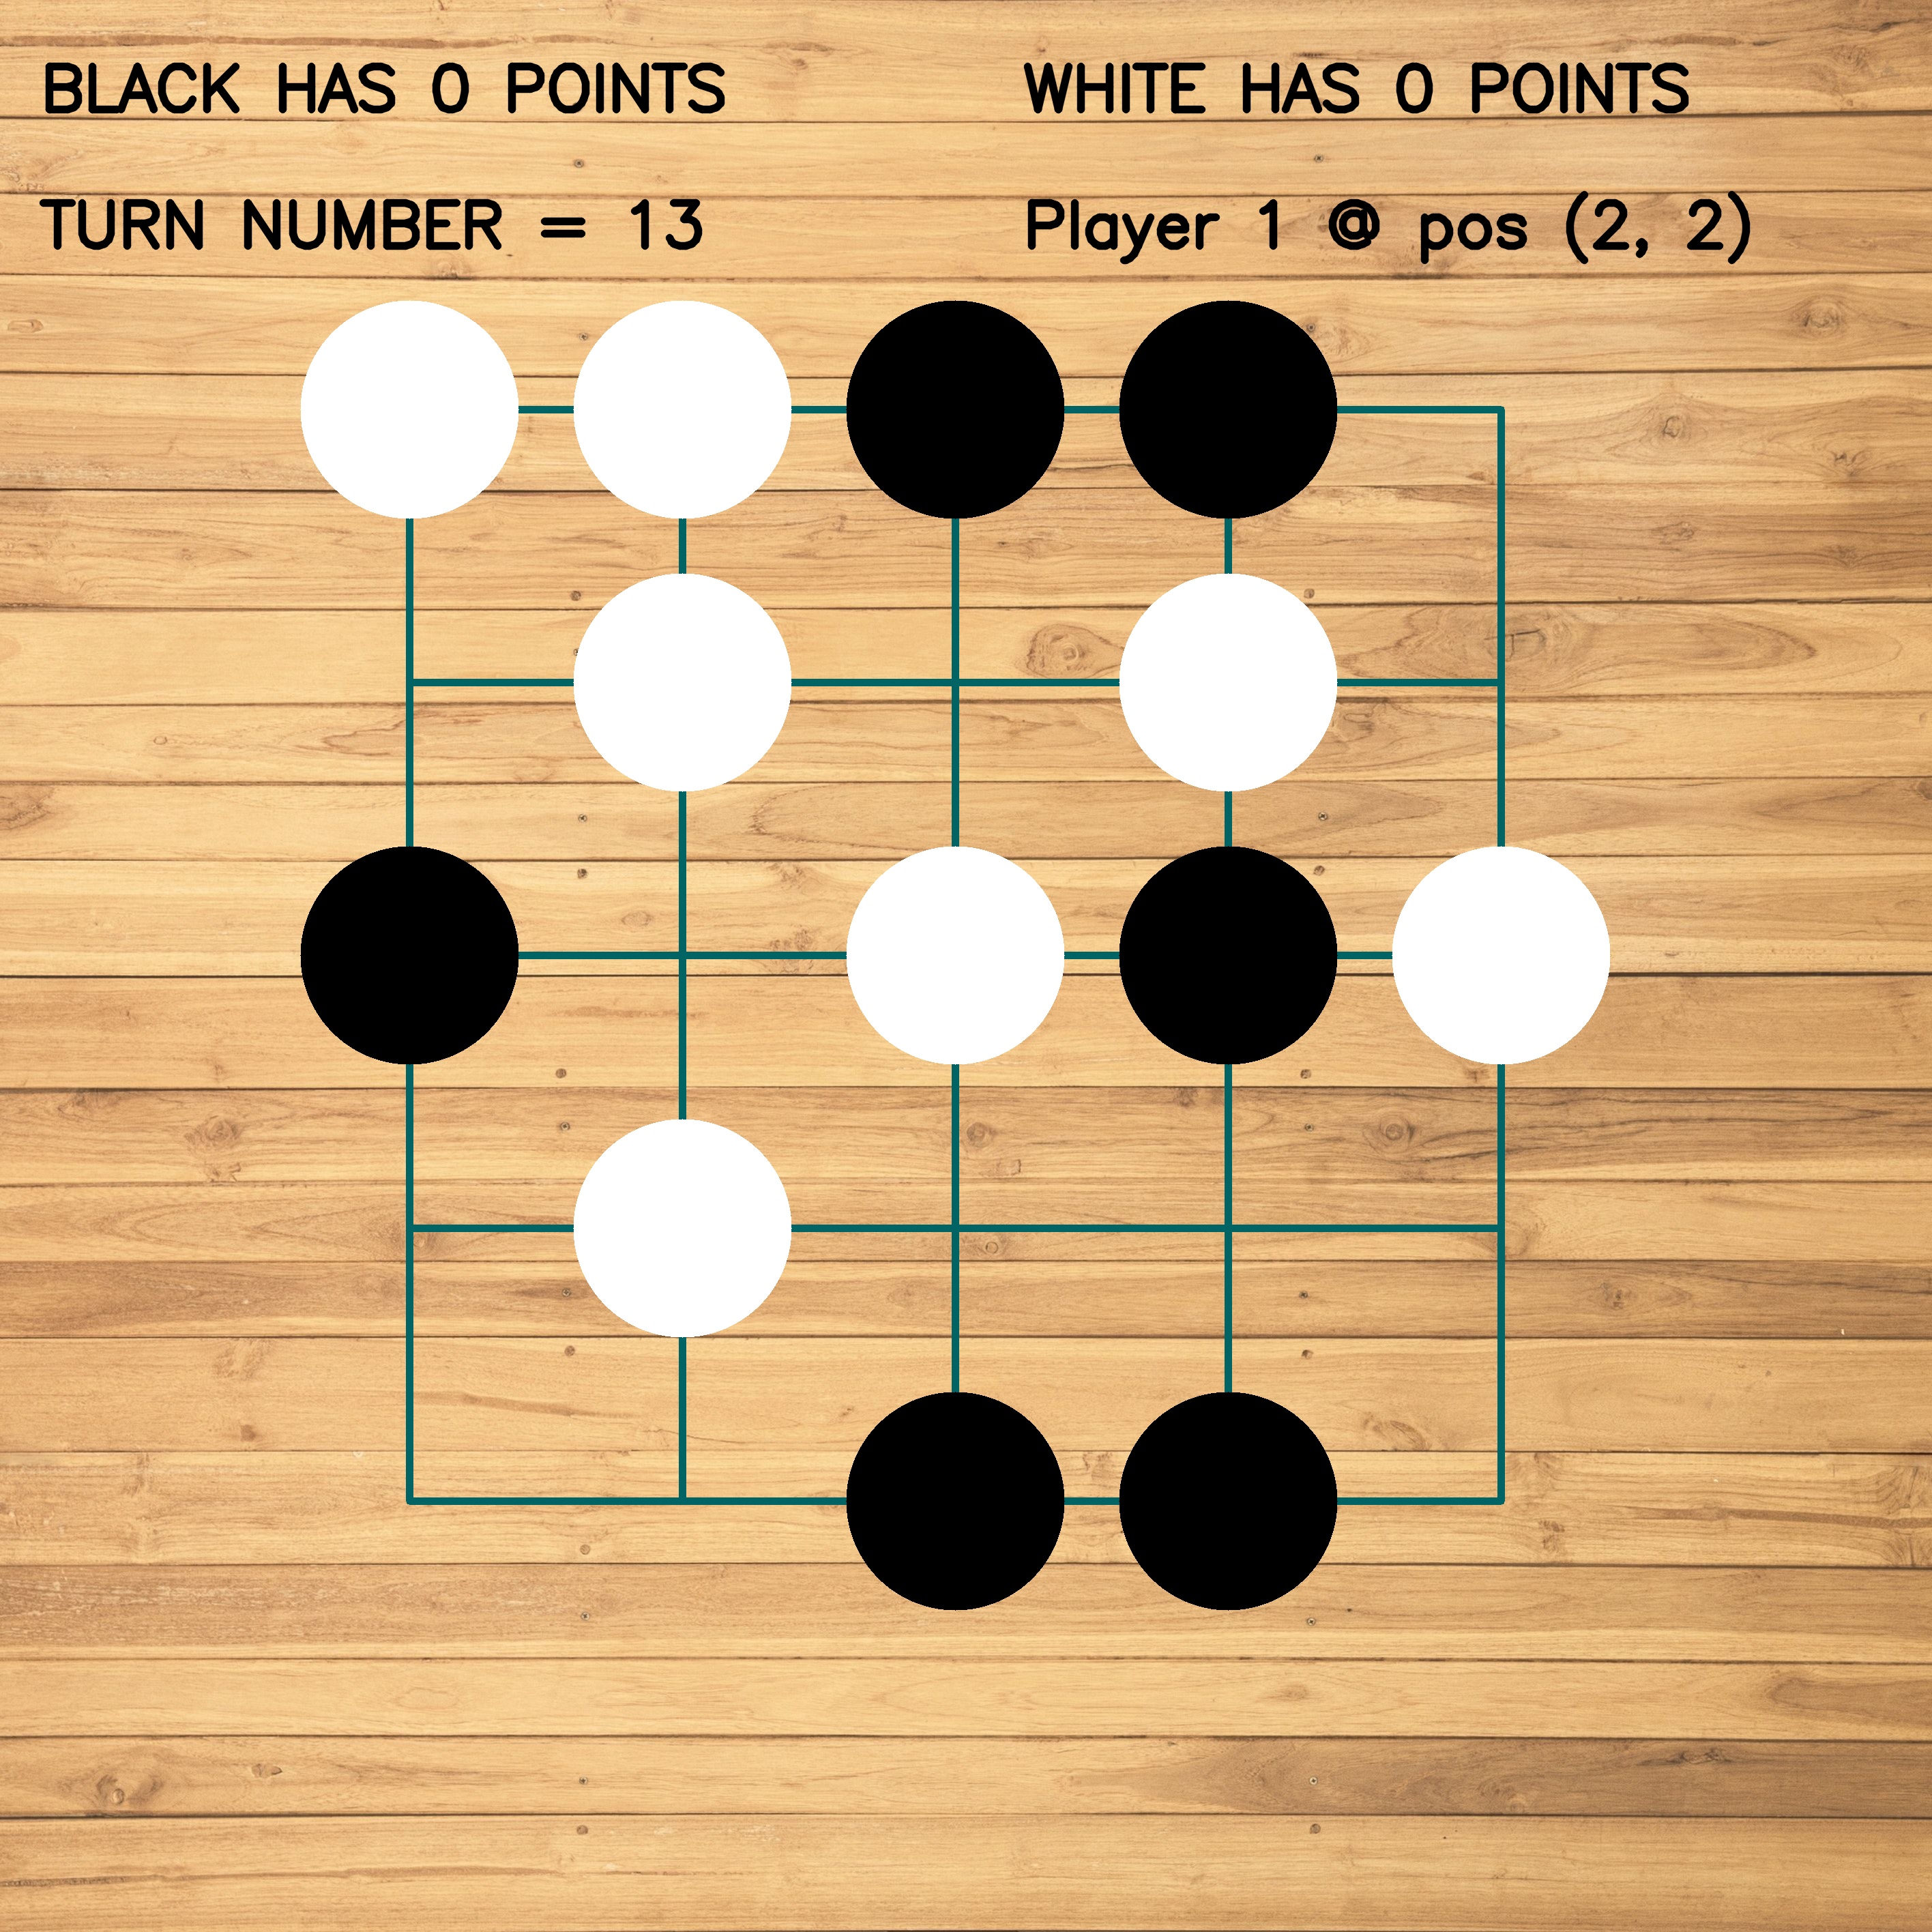 BLACK HAS 0 POINTS
WHITE HAS 0 POINTS
TURN NUMBER = 13
Player 1 @ pos (2, 2)